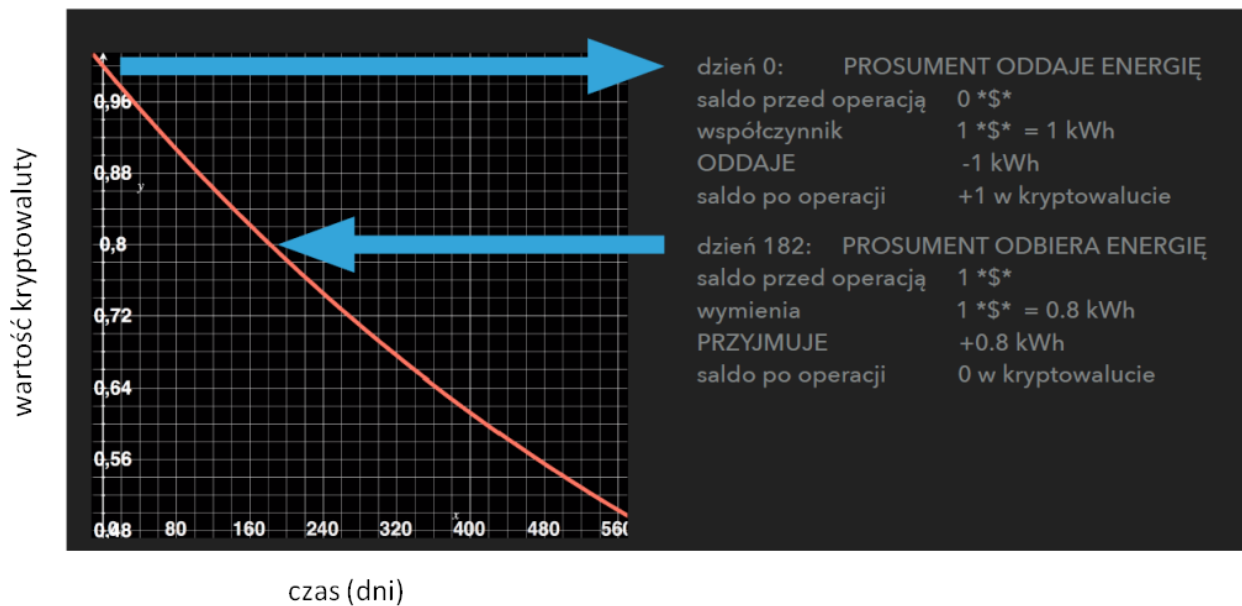 wartość kryptowaluty
0,96
0,88
y
0,8
0,72
0,64
0,56
0,48
0 80 160 240 320 400 480 560
x
czas (dni)
dzień 0: PROSUMENT ODDAJE ENERGIĘ
saldo przed operacją 0 *$*
współczynnik 1 *$* = 1 kWh
ODDAJE -1 kWh
saldo po operacji +1 w kryptowalucie
dzień 182: PROSUMENT ODBIERA ENERGIĘ
saldo przed operacją 1 *$*
wymienia 1 *$* = 0.8 kWh
PRZYJMUJE +0.8 kWh
saldo po operacji 0 w kryptowalucie